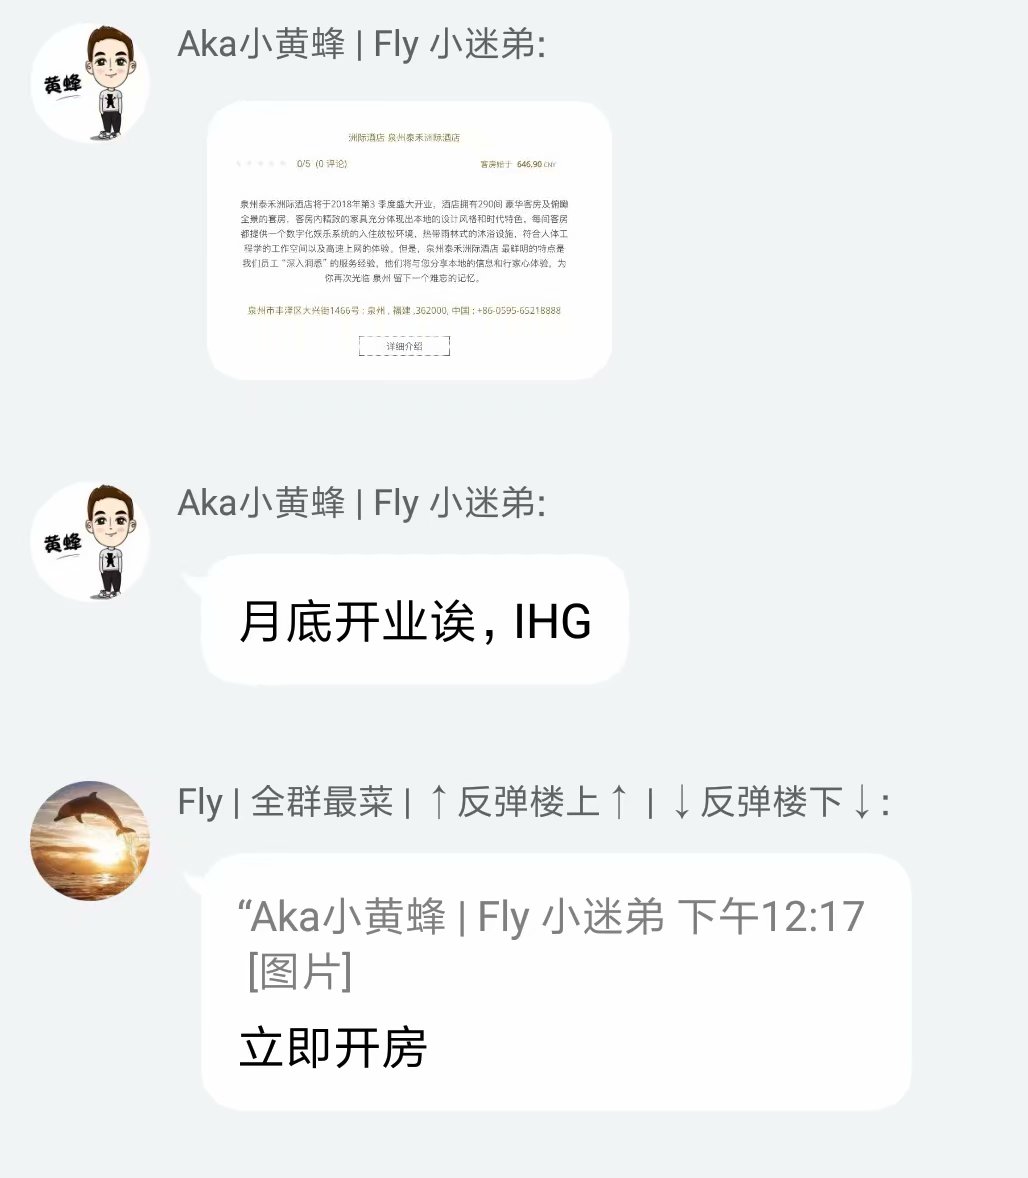 Aka小黄蜂 | Fly 小迷弟:
黄蜂
洲际酒店 泉州泰禾洲际酒店
0/5 (0 评论)
客房始于 646.90 CNY
泉州泰禾洲际酒店将于2018年第3 季度盛大开业，酒店拥有290间 豪华客房及俯瞰
全景的套房，客房内精致的家具充分体现出本地的设计风格和时代特色，每间客房
都提供一个数字化娱乐系统的入住放松环境，热带雨林式的沐浴设施，符合人体工
程学的工作空间以及高速上网的体验。但是，泉州泰禾洲际酒店 最鲜明的特点是
我们员工“深入洞悉”的服务经验，他们将与您分享本地的信息和行家心体验，为
你再次光临 泉州 留下一个难忘的记忆。
泉州市丰泽区大兴街1466号 ; 泉州 , 福建 ,362000, 中国 ; +86-0595-65218888
详细介绍
Aka小黄蜂 | Fly 小迷弟:
黄蜂
月底开业诶，IHG
Fly | 全群最菜 | ↑反弹楼上↑ | ↓反弹楼下↓:
“Aka小黄蜂 | Fly 小迷弟 下午12:17
[图片]
立即开房